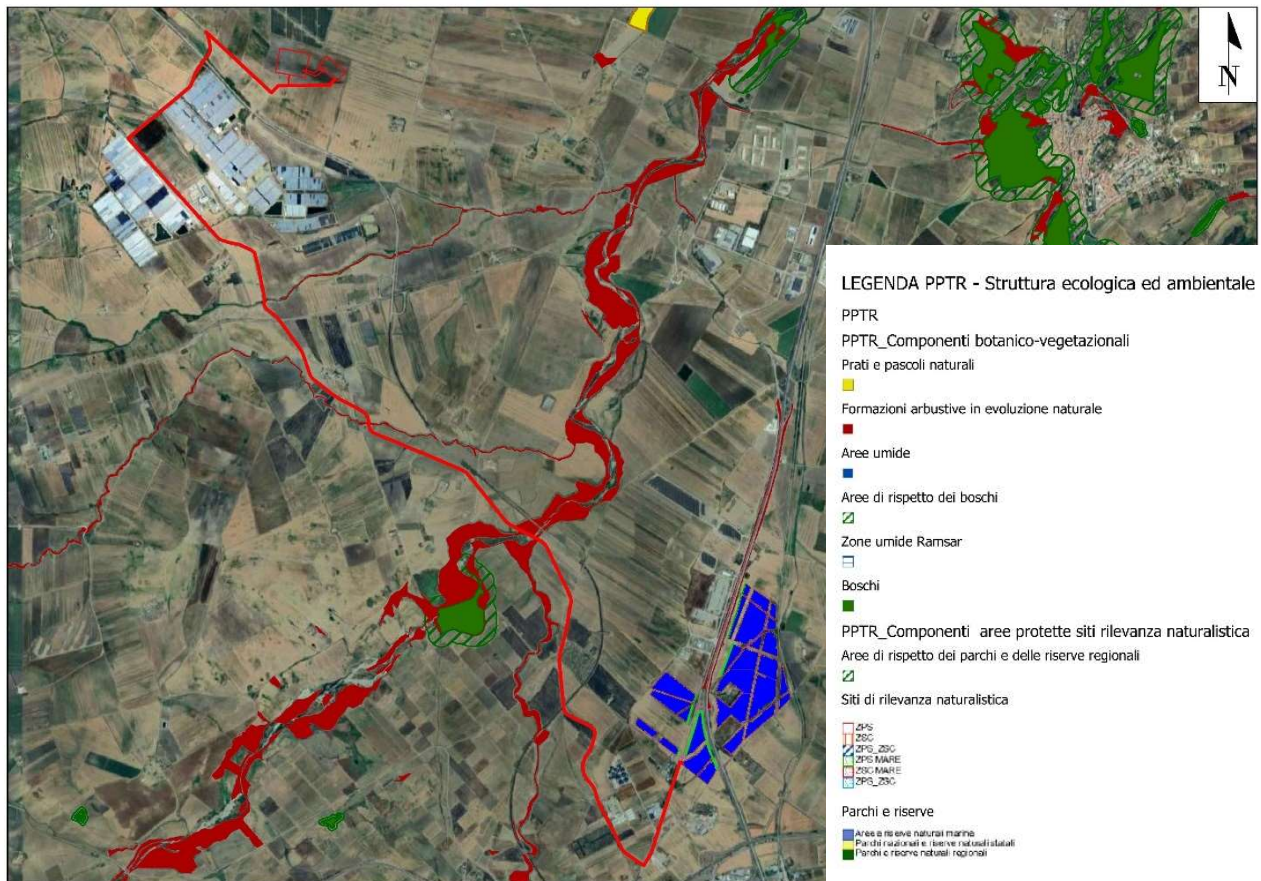 N
LEGENDA PPTR - Struttura ecologica ed ambientale
PPTR
PPTR_Componenti botanico-vegetazionali
Prati e pascoli naturali
Formazioni arbustive in evoluzione naturale
Aree umide
Aree di rispetto dei boschi
Zone umide Ramsar
Boschi
PPTR_Componenti aree protette siti rilevanza naturalistica
Aree di rispetto dei parchi e delle riserve regionali
Siti di rilevanza naturalistica
ZPS
ZSC
ZPS_ZSC
ZPS MARE
ZSC MARE
ZPS_ZSC
Parchi e riserve
Aree e riserve naturali marine
Parchi nazionali e riserve naturali statali
Parchi e riserve naturali regionali